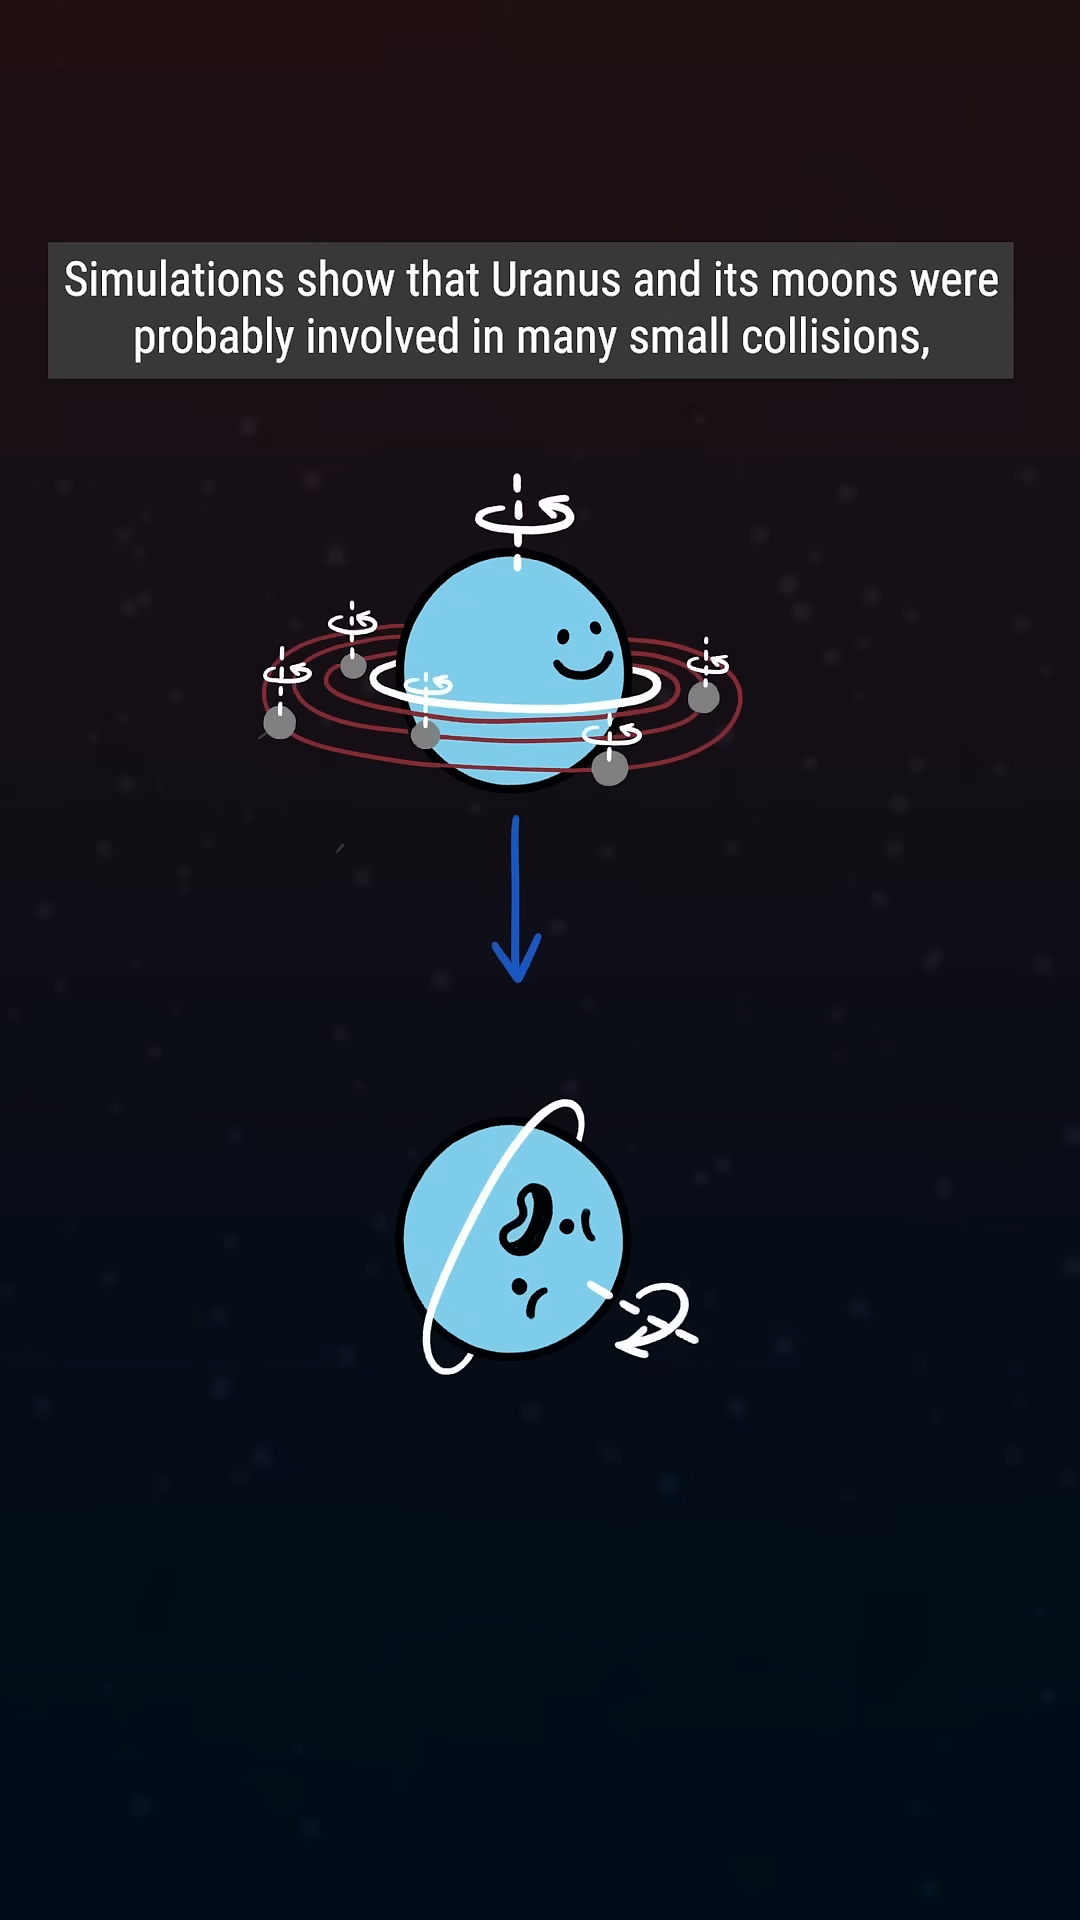 Simulations show that Uranus and its moons were
probably involved in many small collisions,